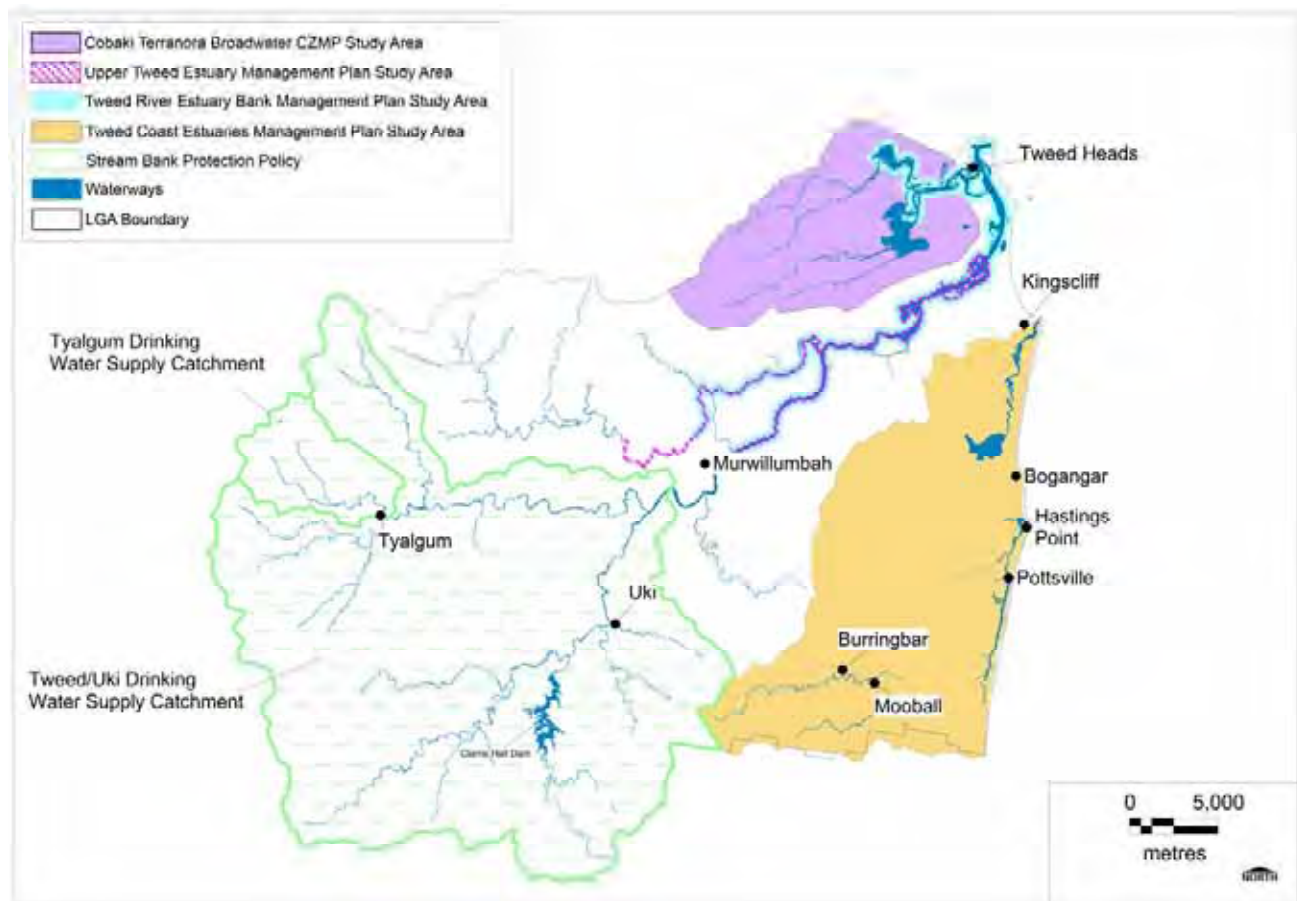 Cobaki Terranora Broadwater CZMP Study Area
Upper Tweed Estuary Management Plan Study Area
Tweed River Estuary Bank Management Plan Study Area
Tweed Coast Estuaries Management Plan Study Area
Stream Bank Protection Policy
Waterways
LGA Boundary
Tweed Heads
Kingscliff
Tyalgum Drinking
Water Supply Catchment
Murwillumbah
Bogangar
Hastings
Point
Tyalgum
Pottsville
Uki
Burringbar
Tweed/Uki Drinking
Water Supply Catchment
Mooball
Clarrie Hall Dam
0 5,000
metres
NORTH